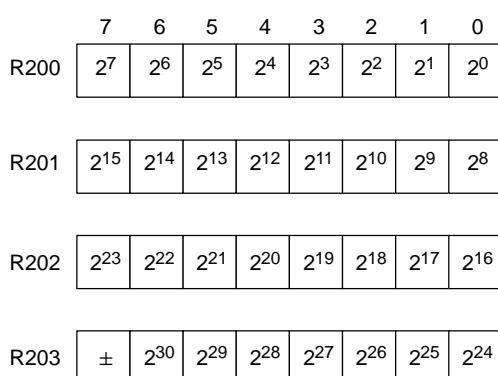 7 6 5 4 3 2 1 0
R200 2⁷ 2⁶ 2⁵ 2⁴ 2³ 2² 2¹ 2⁰
R201 2¹⁵ 2¹⁴ 2¹³ 2¹² 2¹¹ 2¹⁰ 2⁹ 2⁸
R202 2²³ 2²² 2²¹ 2²⁰ 2¹⁹ 2¹⁸ 2¹⁷ 2¹⁶
R203 ± 2³⁰ 2²⁹ 2²⁸ 2²⁷ 2²⁶ 2²⁵ 2²⁴